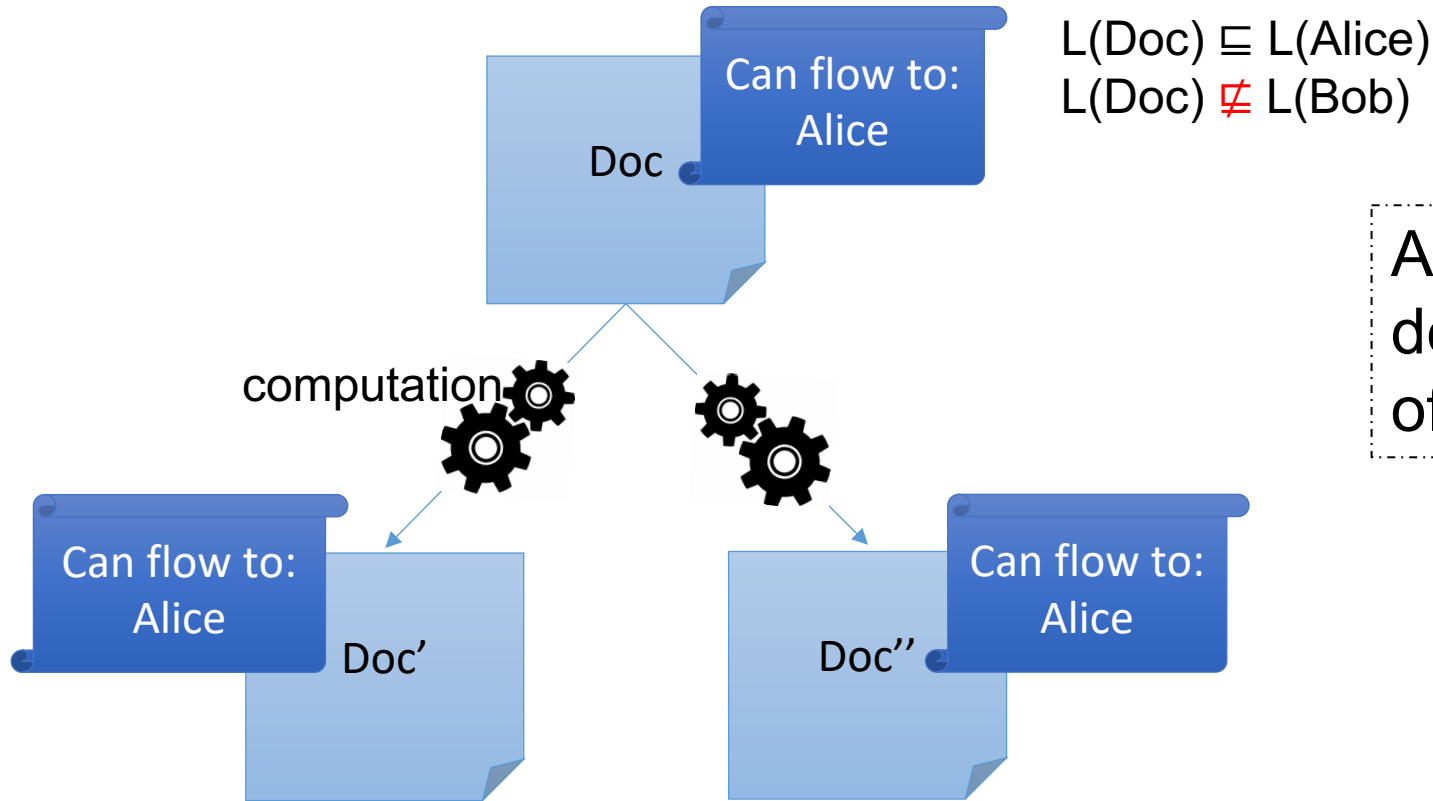 L(Doc) ⊑ L(Alice)
L(Doc) ⋢ L(Bob)
Can flow to:
Alice
Doc
computation
Can flow to:
Alice
Doc’
Can flow to:
Alice
Doc’’